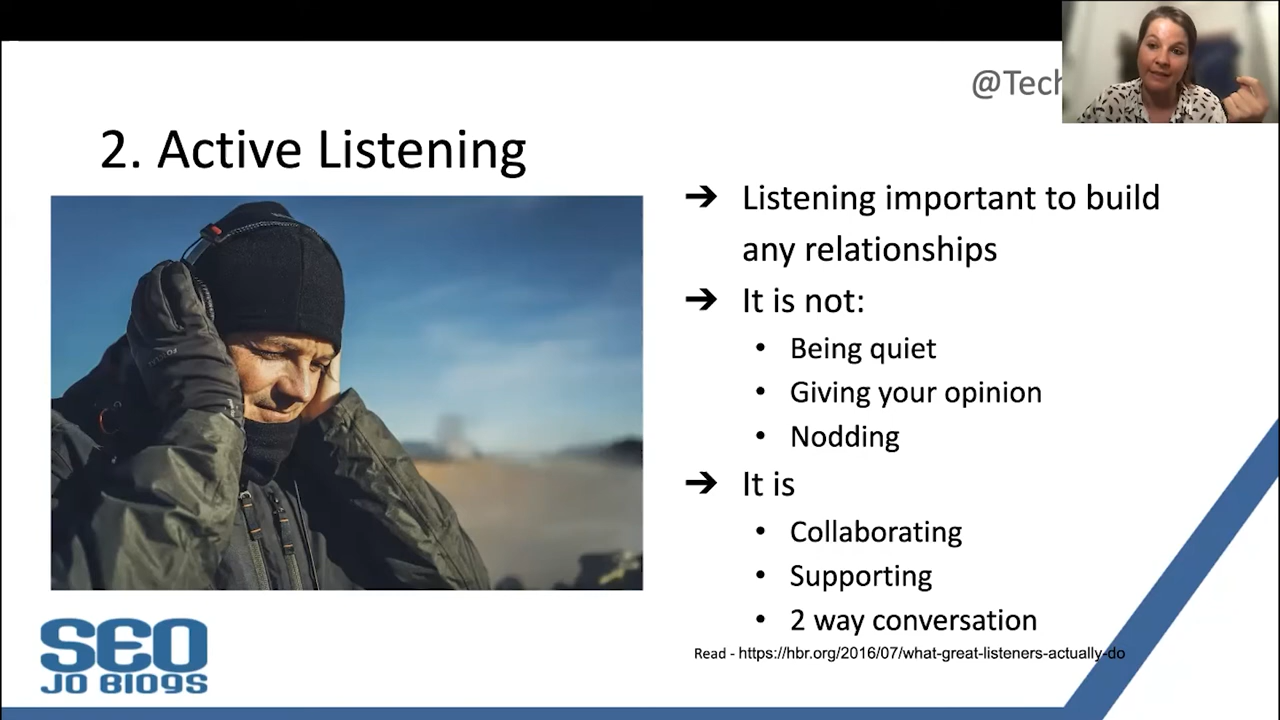 @Tech
2. Active Listening
➔ Listening important to build
any relationships
➔ It is not:
• Being quiet
• Giving your opinion
• Nodding
➔ It is
• Collaborating
• Supporting
• 2 way conversation
Read - https://hbr.org/2016/07/what-great-listeners-actually-do
SEO
JO BlOgS